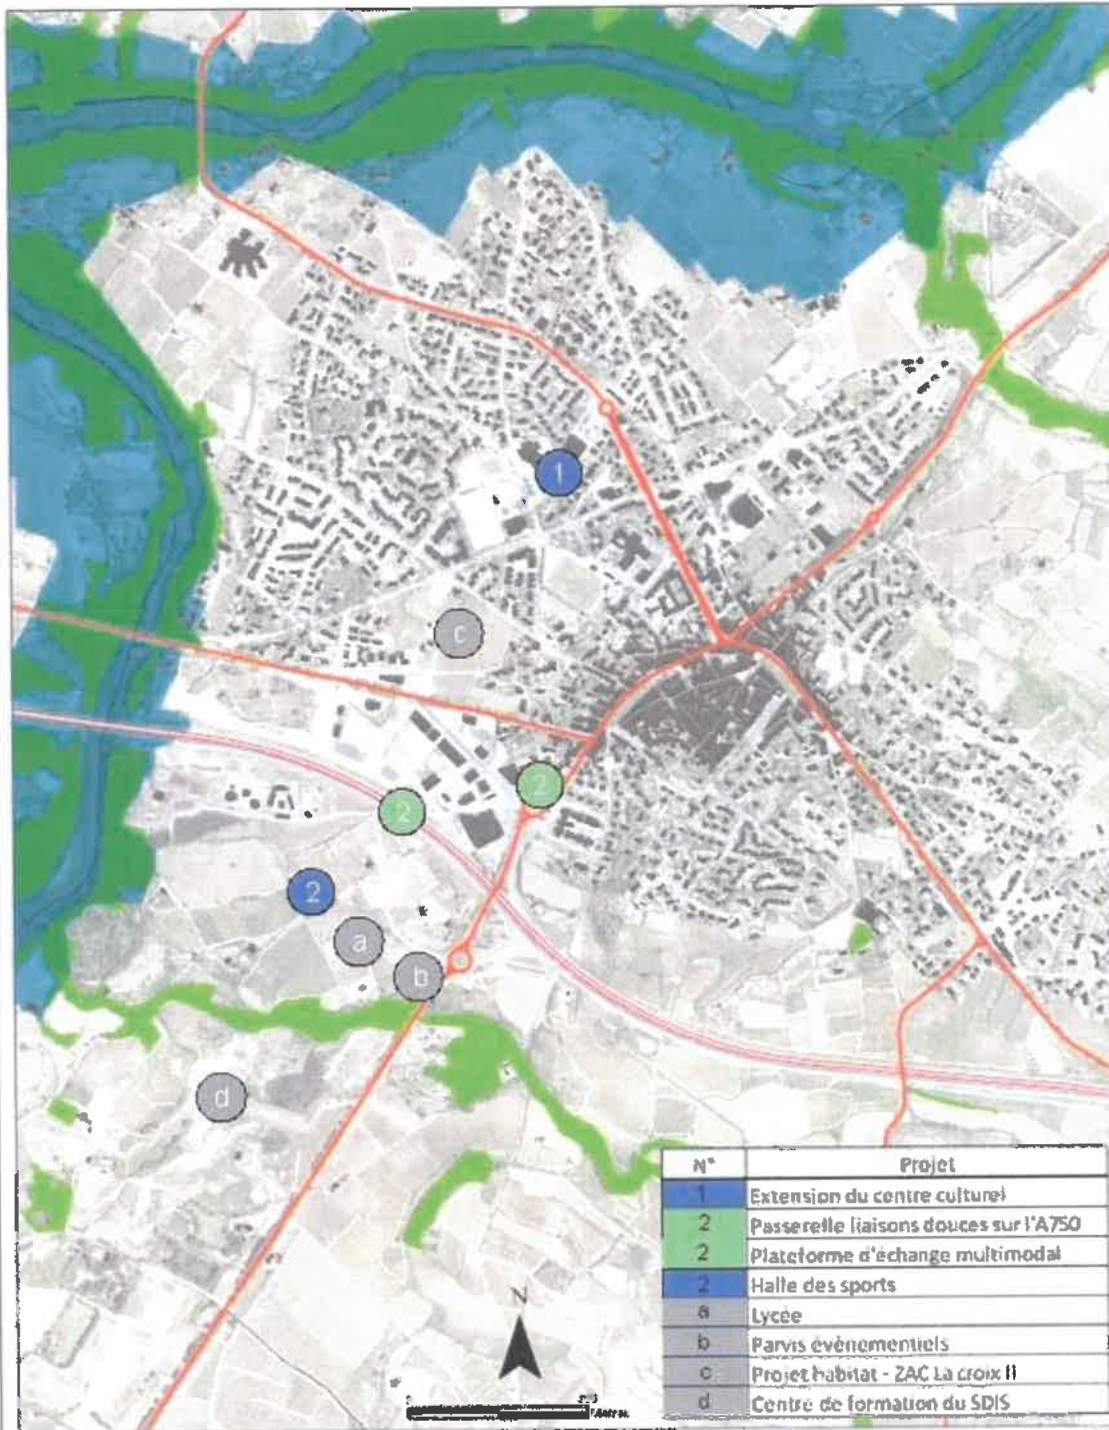 1
c
2
2
2
a
b
d
N° Projet
1 Extension du centre culturel
2 Passerelle liaisons douces sur l'A750
2 Plateforme d'échange multimodal
2 Halle des sports
a Lycée
b Parvis évènementiels
c Projet habitat - ZAC La croix II
d Centre de formation du SDIS
N